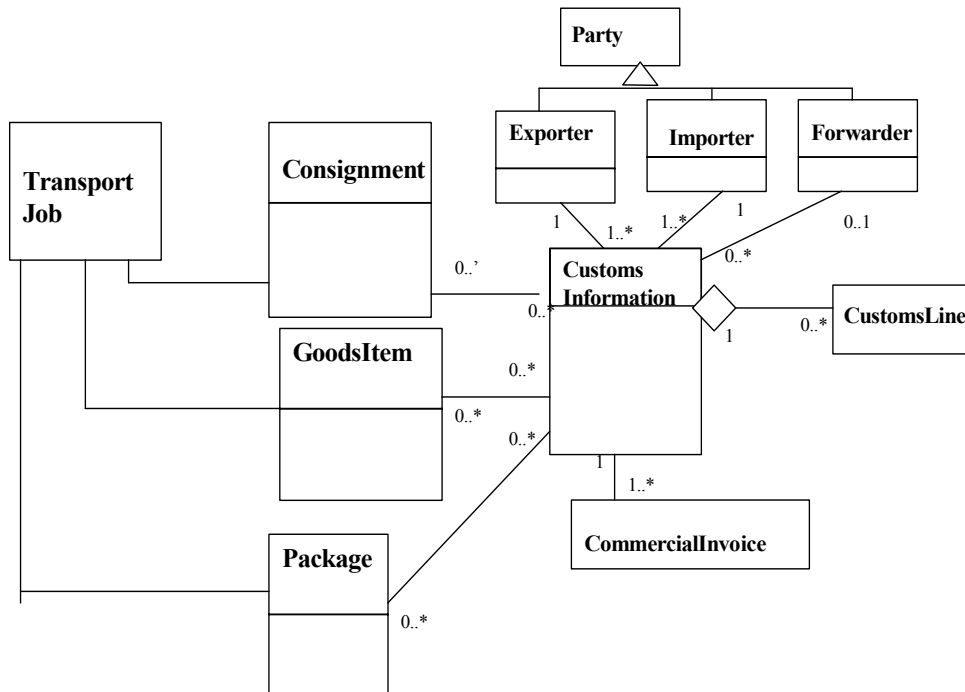 Party
Exporter
Importer
Forwarder
Transport
Job
Consignment
1
1..*
1..*
1
0..*
0..1
0..’
0..*
Customs
Information
1
0..*
CustomsLine
GoodsItem
0..*
0..*
0..*
1
1..*
CommercialInvoice
Package
0..*